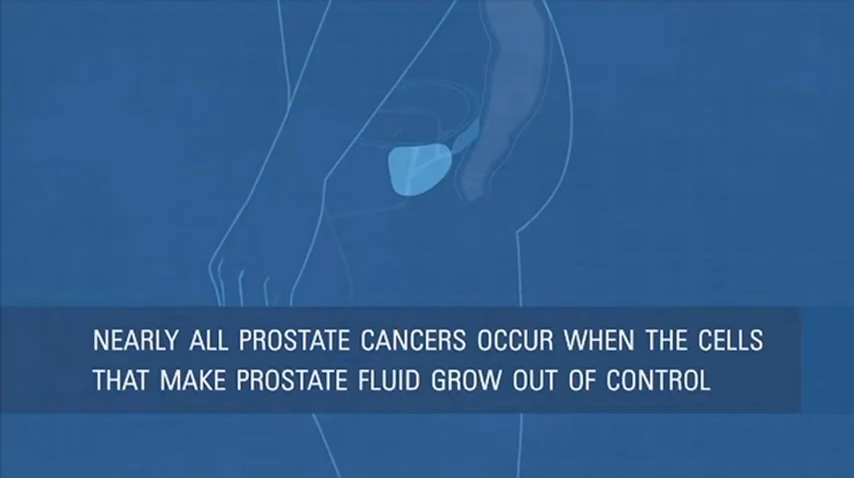 NEARLY ALL PROSTATE CANCERS OCCUR WHEN THE CELLS
THAT MAKE PROSTATE FLUID GROW OUT OF CONTROL